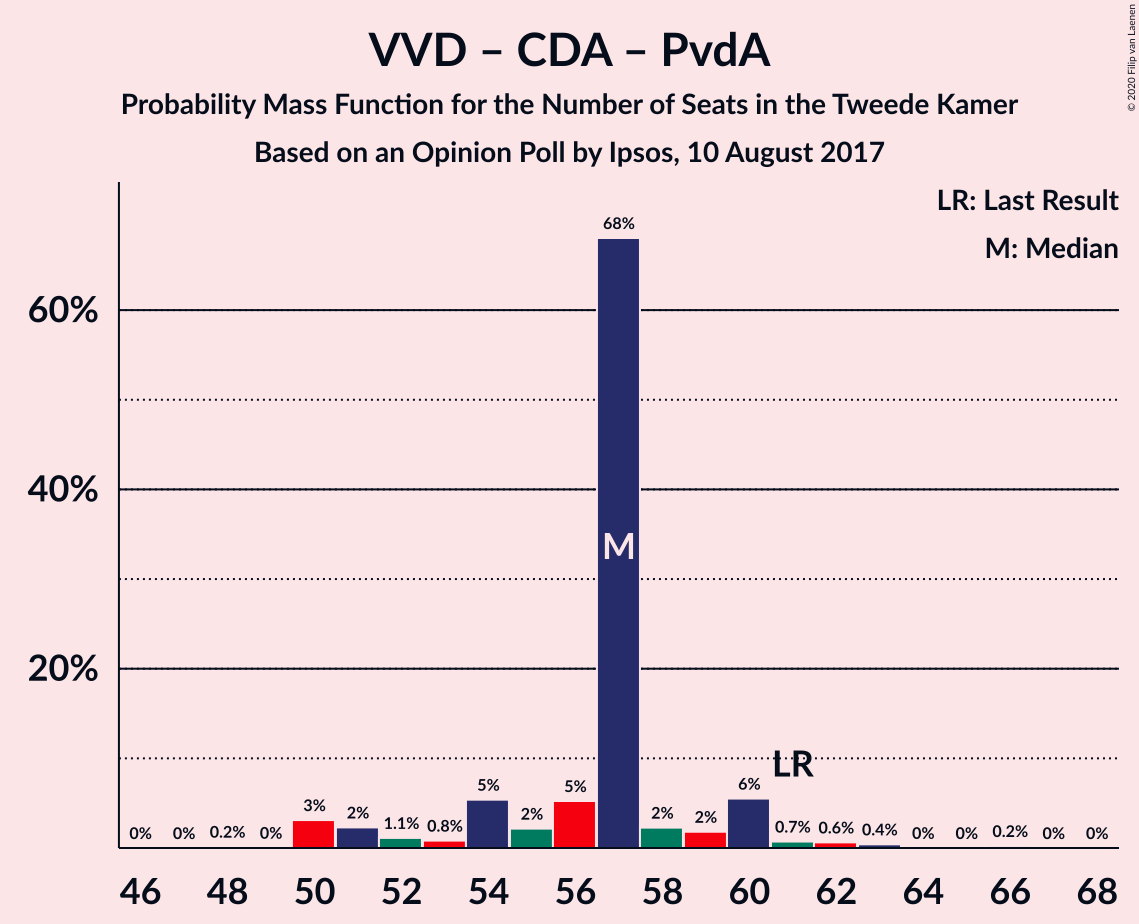 VVD – CDA – PvdA
Probability Mass Function for the Number of Seats in the Tweede Kamer
Based on an Opinion Poll by Ipsos, 10 August 2017
© 2020 Filip van Laenen
LR: Last Result
M: Median
60%
40%
20%
0% 0% 0.2% 0% 3% 2% 1.1% 0.8% 5% 2% 5% 68% 2% 2% 6% 0.7% 0.6% 0.4% 0% 0% 0.2% 0% 0%
M
LR
46 48 50 52 54 56 58 60 62 64 66 68